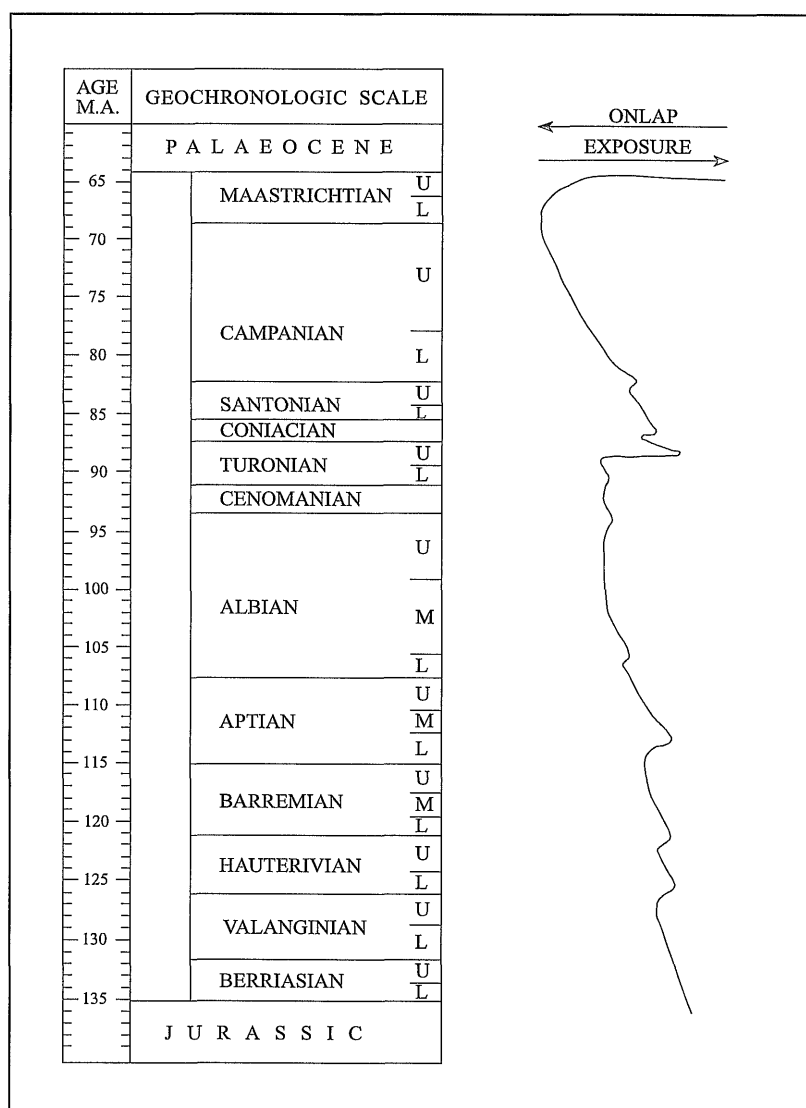 AGE
M.A.
GEOCHRONOLOGIC SCALE
ONLAP
EXPOSURE
PALAEOCENE
65
MAASTRICHTIAN
U
L
70
U
75
CAMPANIAN
80
L
SANTONIAN
U
85
L
CONIACIAN
TURONIAN
U
90
L
CENOMANIAN
95
U
100
ALBIAN
M
105
L
110
U
APTIAN
M
L
115
U
BARREMIAN
M
120
L
HAUTERIVIAN
U
125
L
VALANGINIAN
U
130
L
BERRIASIAN
U
L
135
JURASSIC